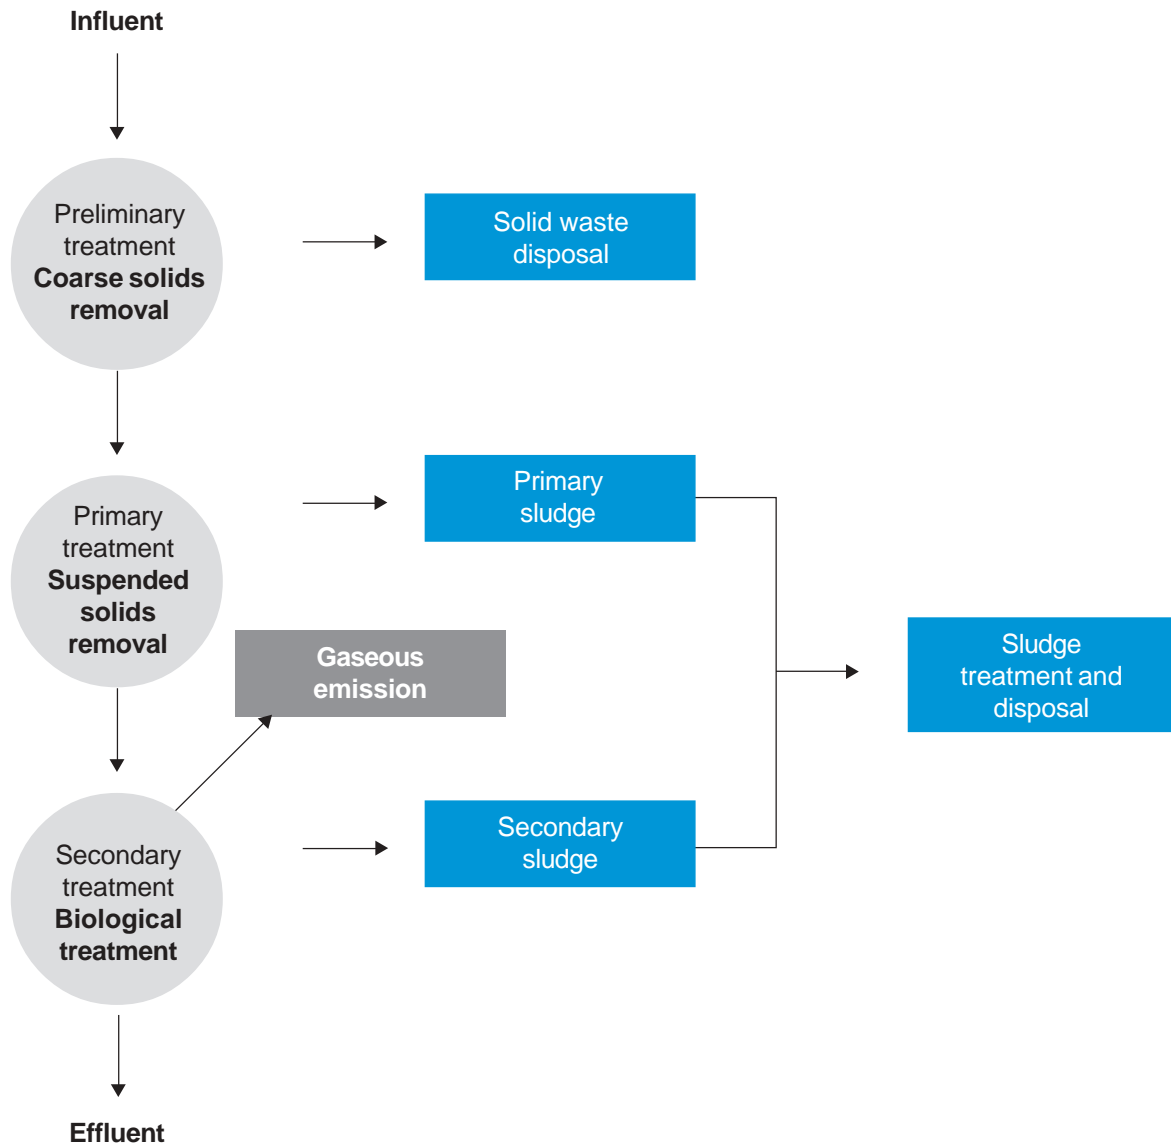 Influent
Preliminary
treatment
Coarse solids
removal
Solid waste
disposal
Primary
treatment
Suspended
solids
removal
Primary
sludge
Gaseous
emission
Sludge
treatment and
disposal
Secondary
treatment
Biological
treatment
Secondary
sludge
Effluent